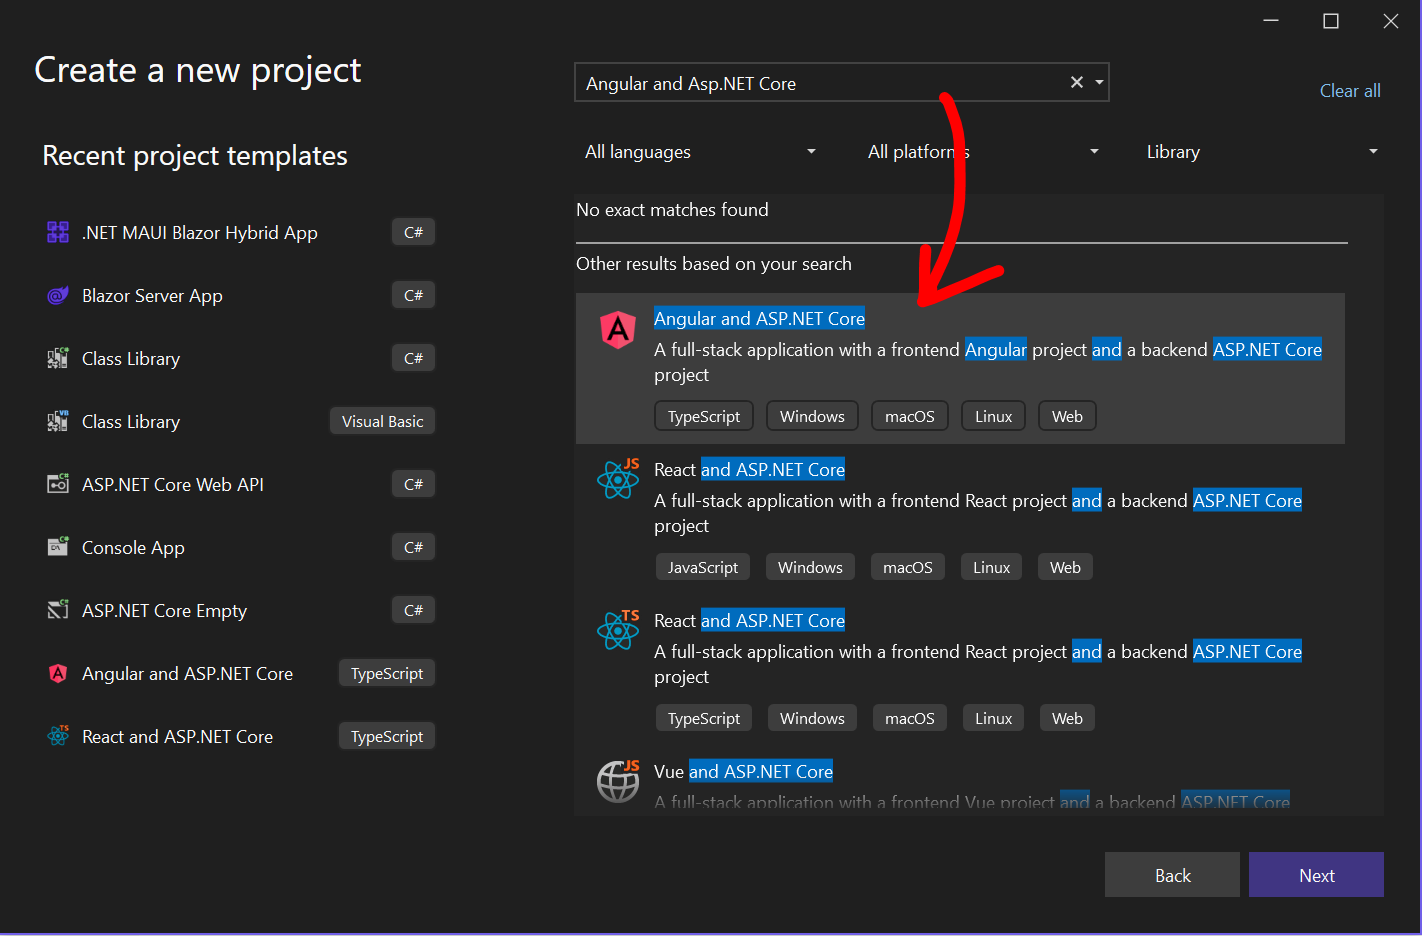 Create a new project
Angular and Asp.NET Core
Clear all
All languages
All platforms
Library
Recent project templates
.NET MAUI Blazor Hybrid App
C#
Blazor Server App
C#
Class Library
C#
Class Library
Visual Basic
ASP.NET Core Web API
C#
Console App
C#
ASP.NET Core Empty
C#
Angular and ASP.NET Core
TypeScript
React and ASP.NET Core
TypeScript
No exact matches found
Other results based on your search
Angular and ASP.NET Core
A full-stack application with a frontend Angular project and a backend ASP.NET Core
project
TypeScript
Windows
macOS
Linux
Web
JS
React and ASP.NET Core
A full-stack application with a frontend React project and a backend ASP.NET Core
project
JavaScript
Windows
macOS
Linux
Web
TS
React and ASP.NET Core
A full-stack application with a frontend React project and a backend ASP.NET Core
project
TypeScript
Windows
macOS
Linux
Web
JS
Vue and ASP.NET Core
A full-stack application with a frontend Vue project and a backend ASP.NET Core
Back
Next